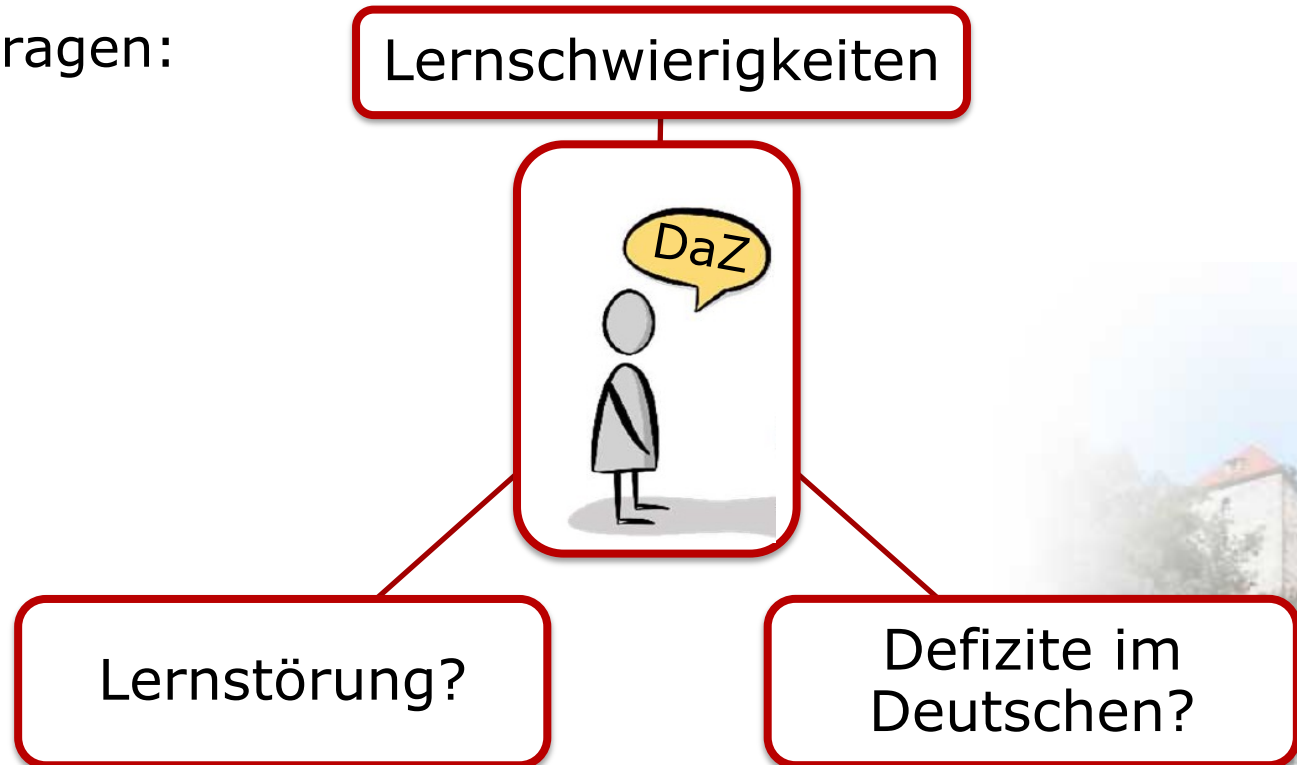 ragen:
Lernschwierigkeiten
DaZ
Lernstörung?
Defizite im
Deutschen?